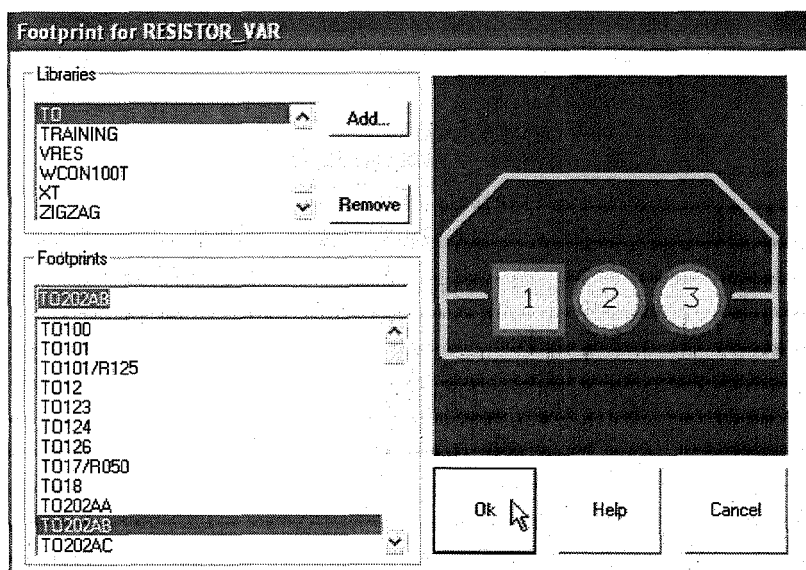 Footprint for RESISTOR_VAR
Libraries
TO
TRAINING
VRES
WCON100T
XT
ZIGZAG
Add...
Remove
Footprints
TO202AB
TO100
TO101
TO101/R125
TO12
TO123
TO124
TO126
TO17/R050
TO18
TO202AA
TO202AB
TO202AC
1 2 3
Ok
Help
Cancel